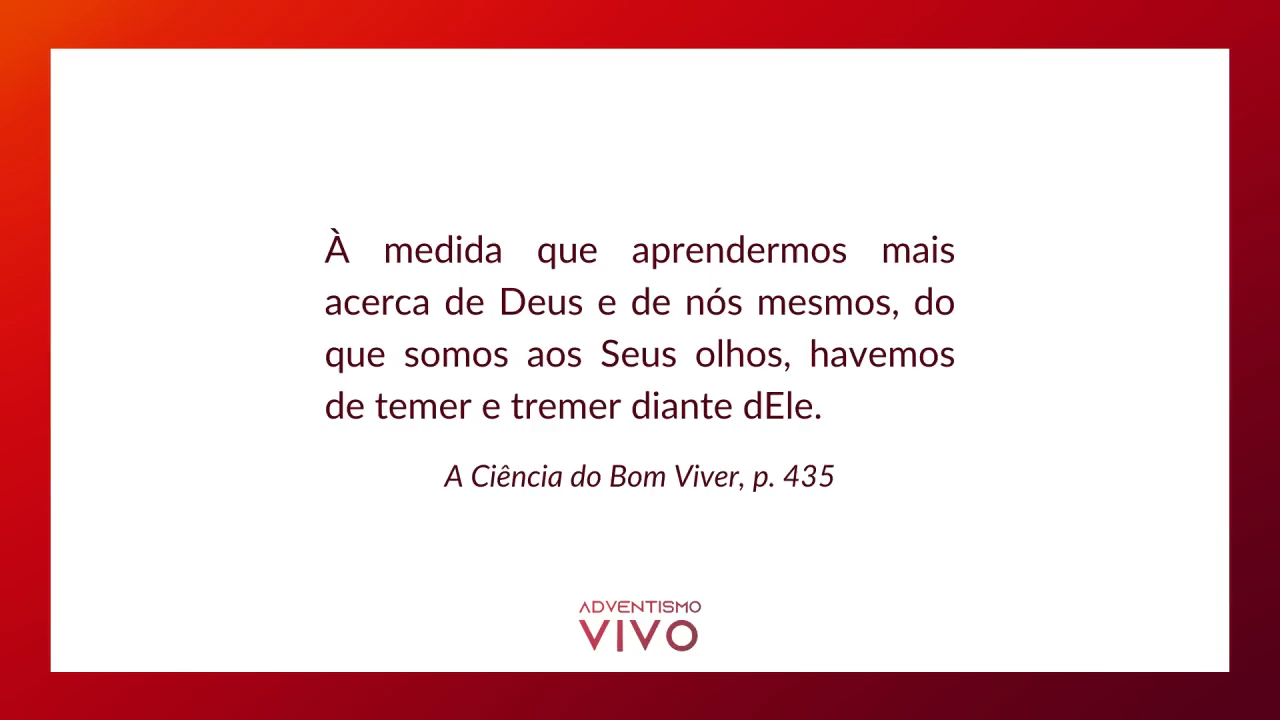 À medida que aprendermos mais
acerca de Deus e de nós mesmos, do
que somos aos Seus olhos, havemos
de temer e tremer diante dEle.
A Ciência do Bom Viver, p. 435
ADVENTISMO
VIVO